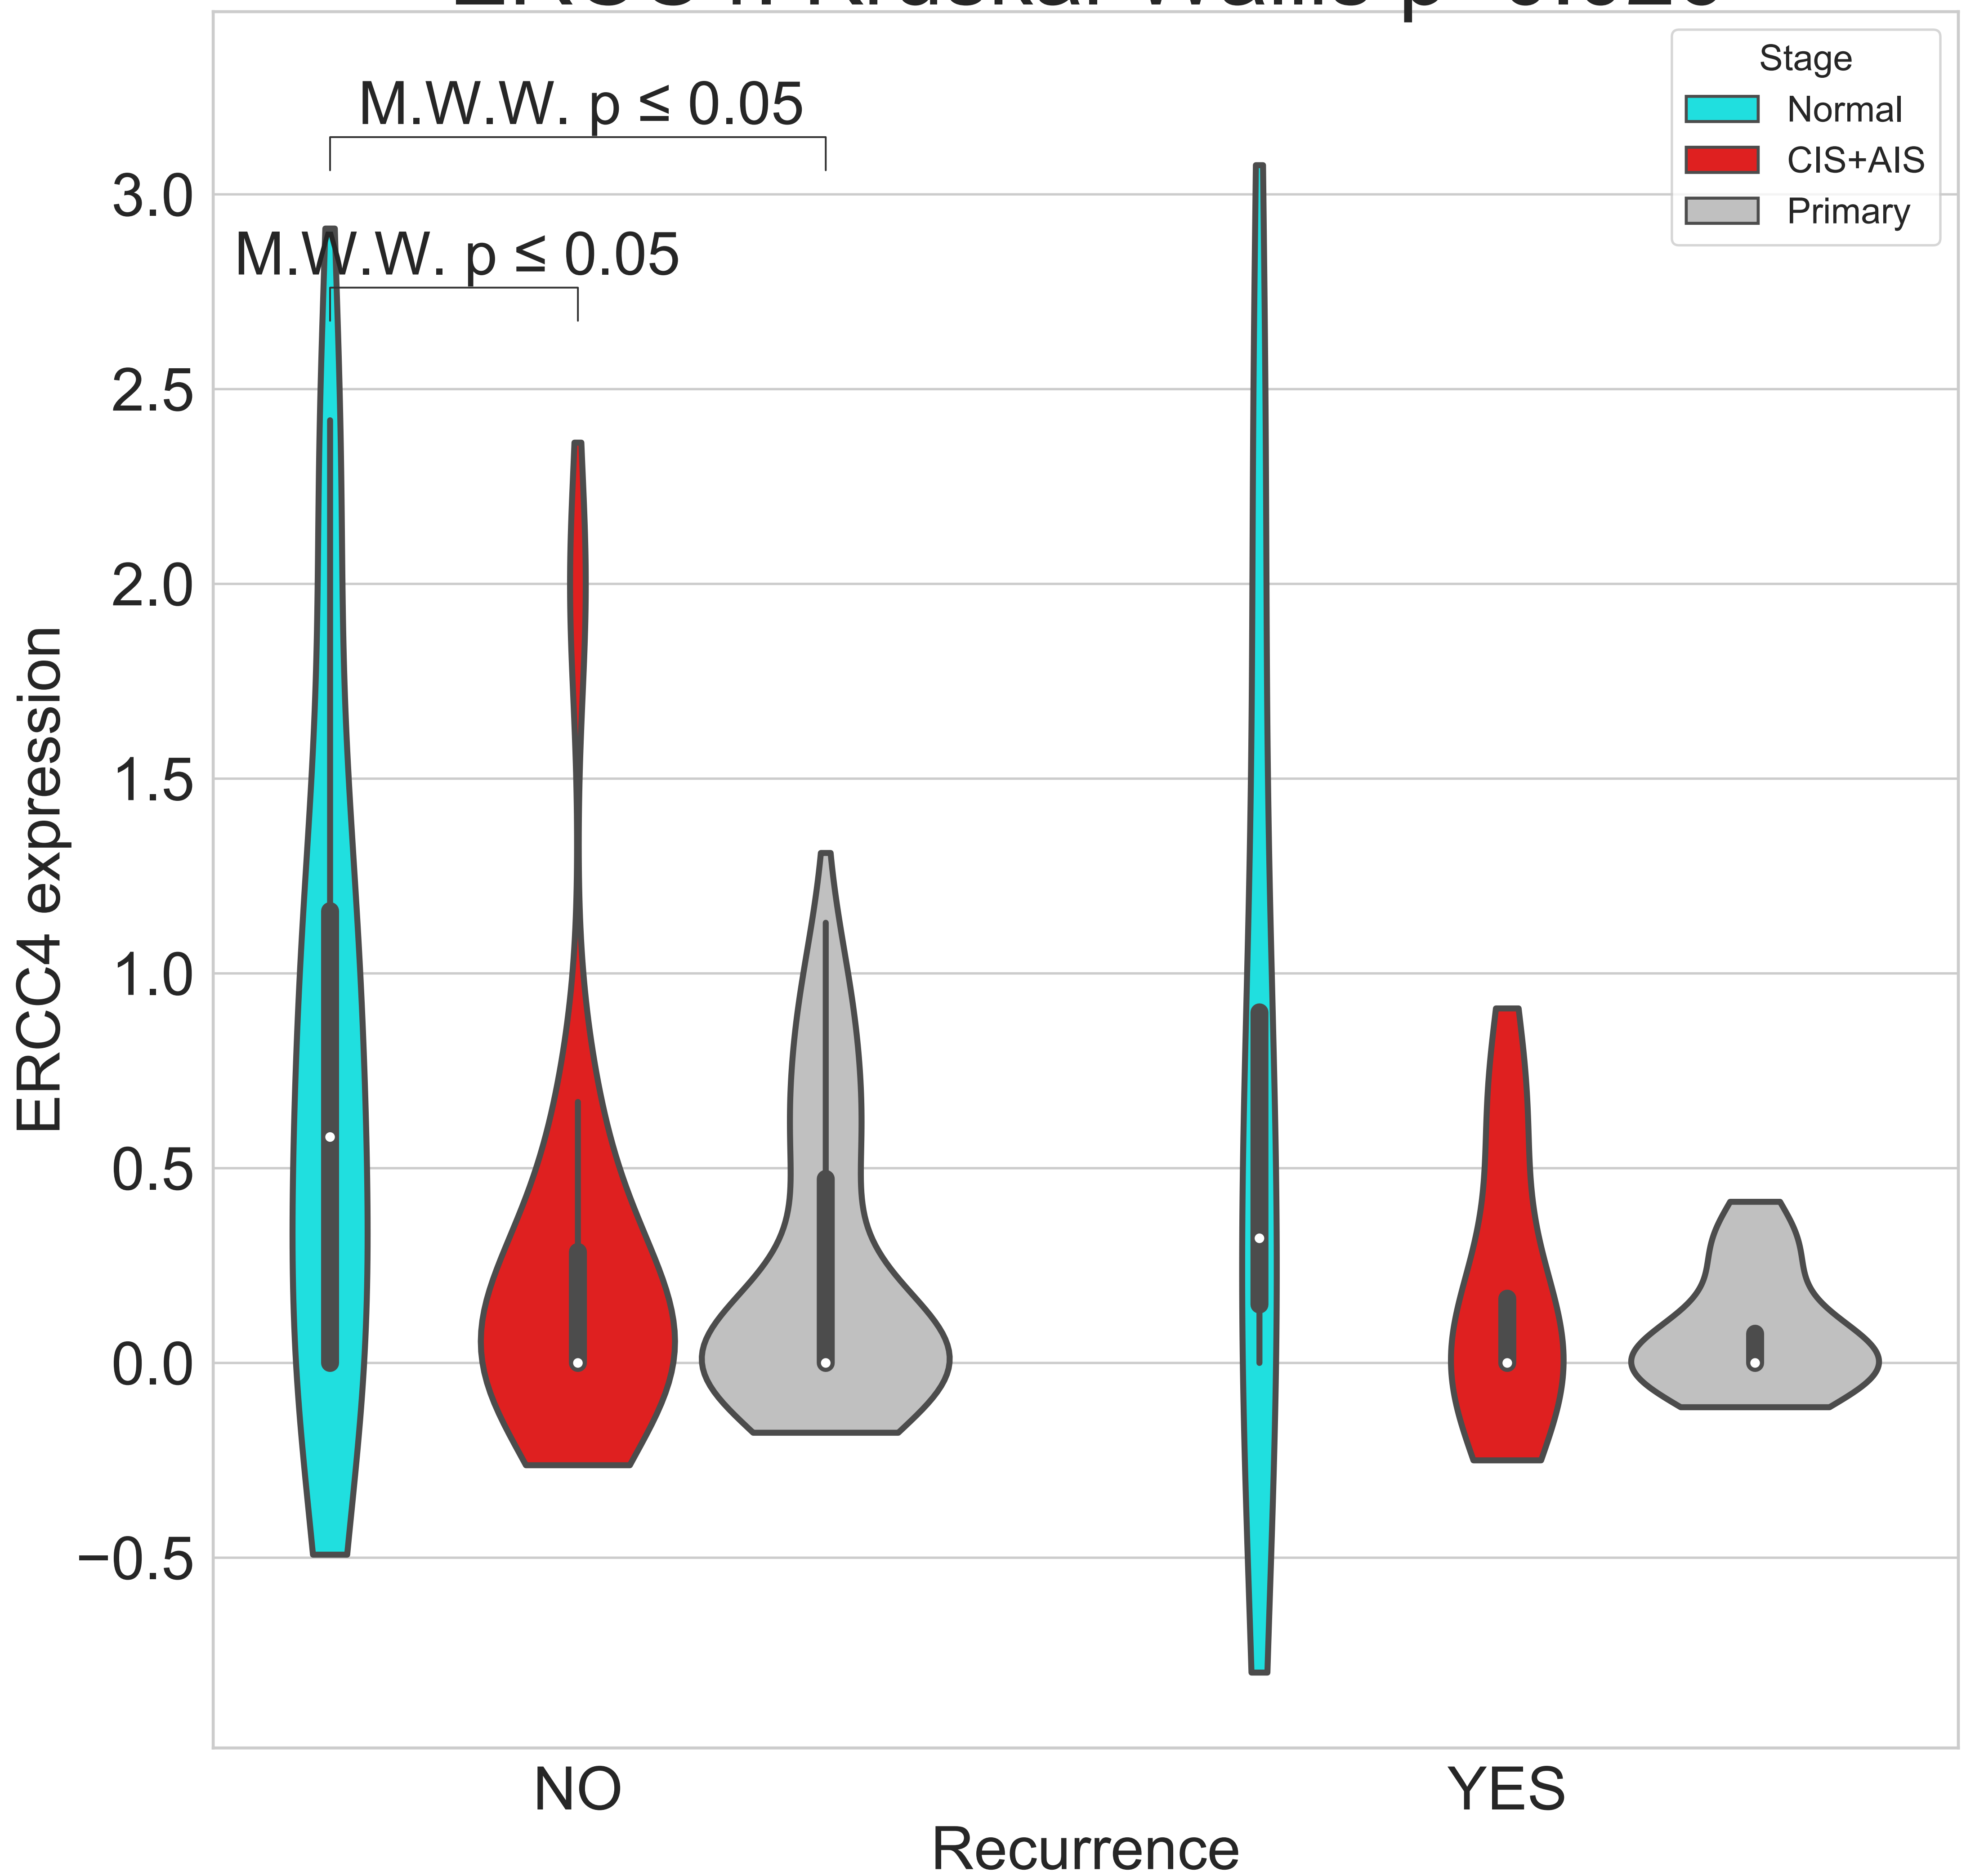 Stage
Normal
CIS+AIS
Primary
M.W.W. p ≤ 0.05
M.W.W. p ≤ 0.05
3.0
2.5
2.0
1.5
1.0
0.5
0.0
−0.5
ERCC4 expression
NO
YES
Recurrence